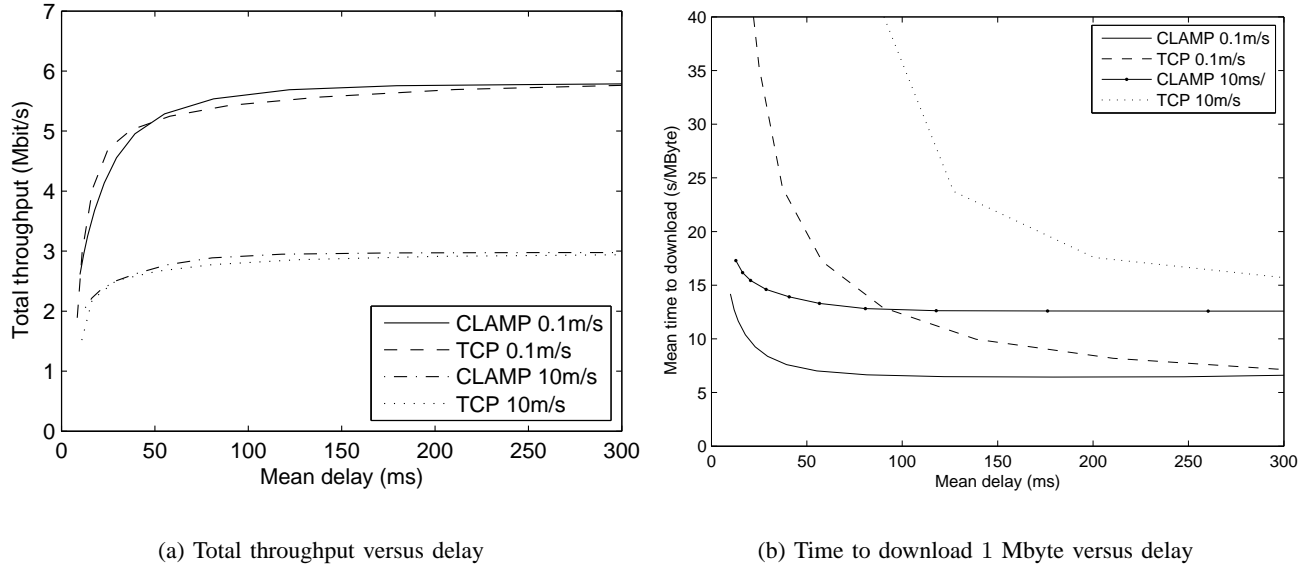 7
6
5
4
3
2
1
0
Total throughput (Mbit/s)
0 50 100 150 200 250 300
Mean delay (ms)
CLAMP 0.1m/s
TCP 0.1m/s
CLAMP 10m/s
TCP 10m/s
(a) Total throughput versus delay
40
35
30
25
20
15
10
5
0
Mean time to download (s/MByte)
0 50 100 150 200 250 300
Mean delay (ms)
CLAMP 0.1m/s
TCP 0.1m/s
CLAMP 10ms/
TCP 10m/s
(b) Time to download 1 Mbyte versus delay